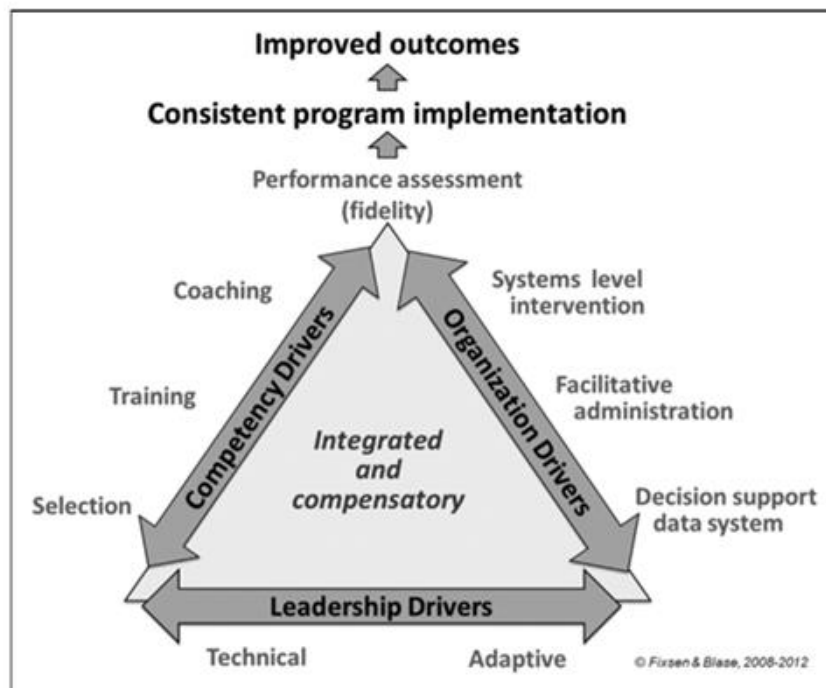 Improved outcomes
Consistent program implementation
Performance assessment
(fidelity)
Coaching
Training
Selection
Competency Drivers
Integrated
and
compensatory
Organization Drivers
Systems level
intervention
Facilitative
administration
Decision support
data system
Leadership Drivers
Technical
Adaptive
© Fixsen & Blase, 2008-2012